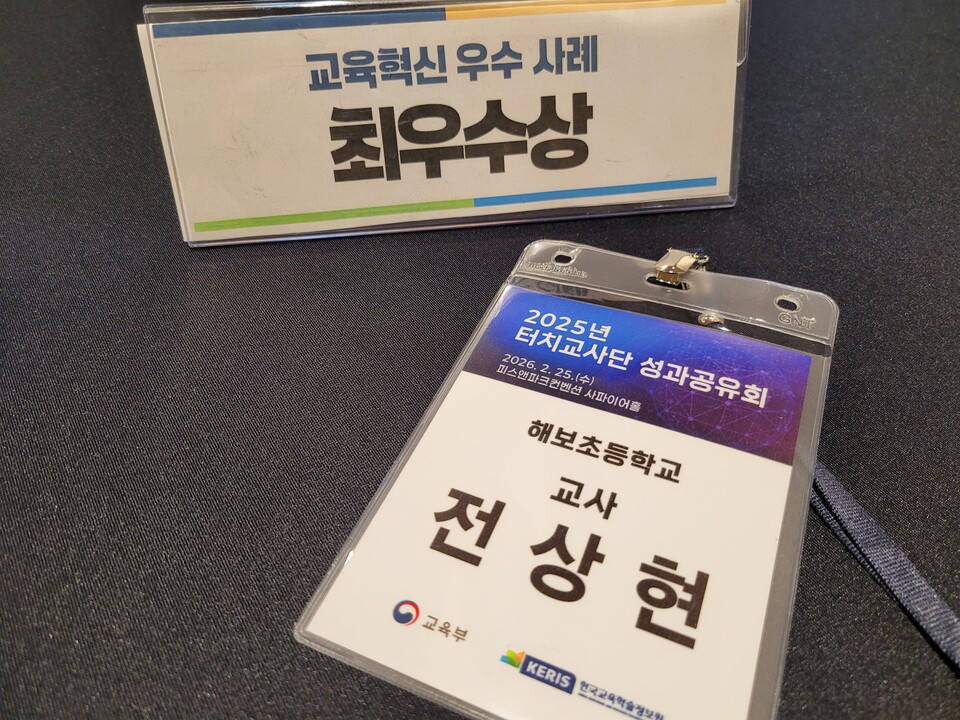 교육혁신 우수 사례
최우수상
GNT
2025년
터치교사단 성과공유회
2026. 2. 25.(수)
피스앤파크컨벤션 사파이어홀
해보초등학교
교사
전상현
교육부
KERIS 한국교육학술정보원